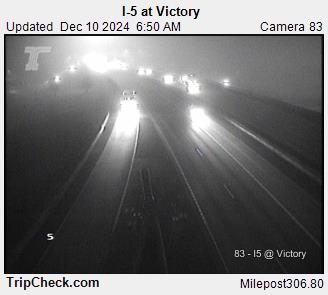 I-5 at Victory
Updated  Dec 10 2024  6:50 AM
Camera 83
S
83 - I5 @ Victory
TripCheck.com
Milepost306.80